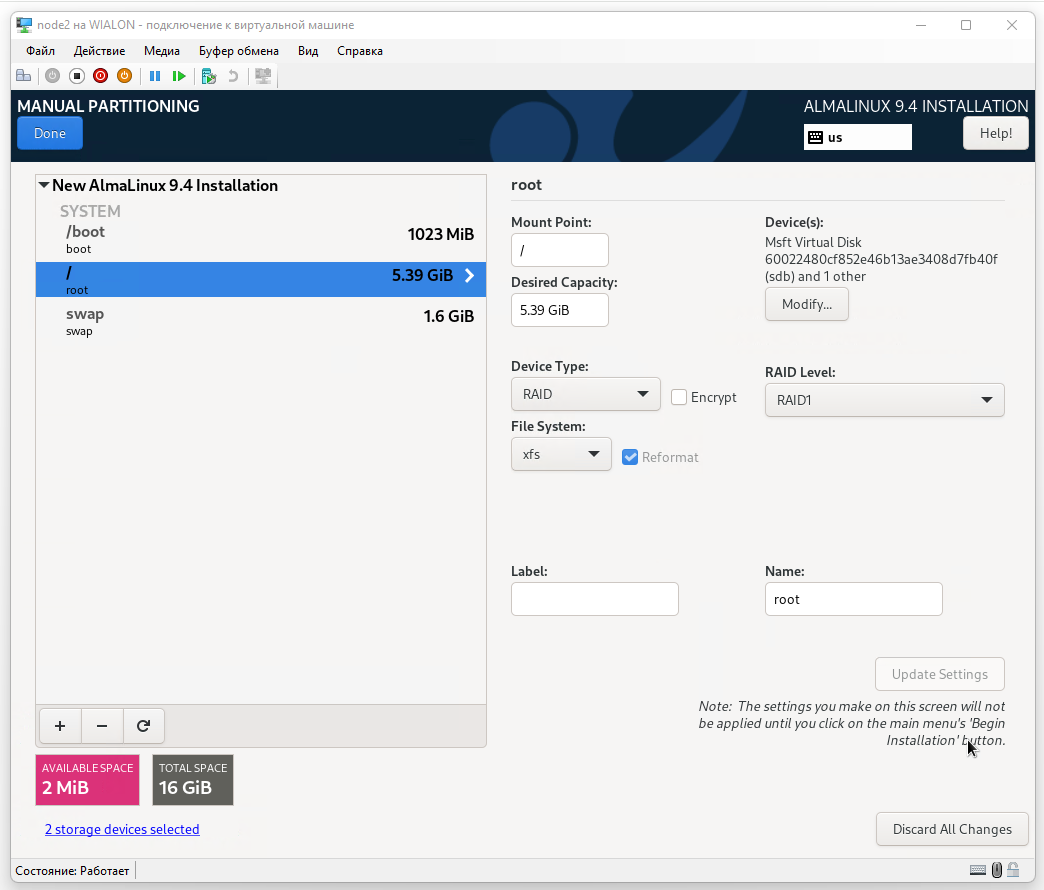 node2 на WIALON - подключение к виртуальной машине
Файл Действие Медиа Буфер обмена Вид Справка
MANUAL PARTITIONING
Done
ALMALINUX 9.4 INSTALLATION
us
Help!
New AlmaLinux 9.4 Installation
SYSTEM
/boot
boot
1023 MiB
/
root
5.39 GiB
swap
swap
1.6 GiB
+ −
AVAILABLE SPACE
2 MiB
TOTAL SPACE
16 GiB
2 storage devices selected
root
Mount Point:
/
Desired Capacity:
5.39 GiB
Device(s):
Msft Virtual Disk
60022480cf852e46b13ae3408d7fb40f
(sdb) and 1 other
Modify...
Device Type:
RAID
Encrypt
RAID Level:
RAID1
File System:
xfs
Reformat
Label:
Name:
root
Update Settings
Note: The settings you make on this screen will not
be applied until you click on the main menu's 'Begin
Installation' button.
Discard All Changes
Состояние: Работает